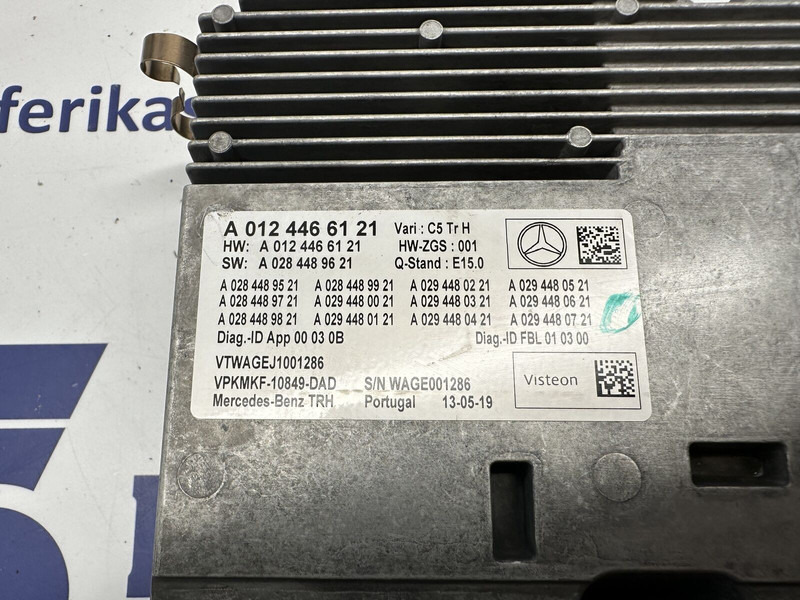 ferikas
A 012 446 61 21 Vari : C5 Tr H
HW: A 012 446 61 21 HW-ZGS : 001
SW: A 028 448 96 21 Q-Stand : E15.0
A 028 448 95 21 A 028 448 99 21 A 029 448 02 21 A 029 448 05 21
A 028 448 97 21 A 029 448 00 21 A 029 448 03 21 A 029 448 06 21
A 028 448 98 21 A 029 448 01 21 A 029 448 04 21 A 029 448 07 21
Diag.-ID App 00 03 0B Diag.-ID FBL 01 03 00
VTWAGEJ1001286
VPKMKF-10849-DAD S/N WAGE001286
Mercedes-Benz TRH Portugal 13-05-19
Visteon